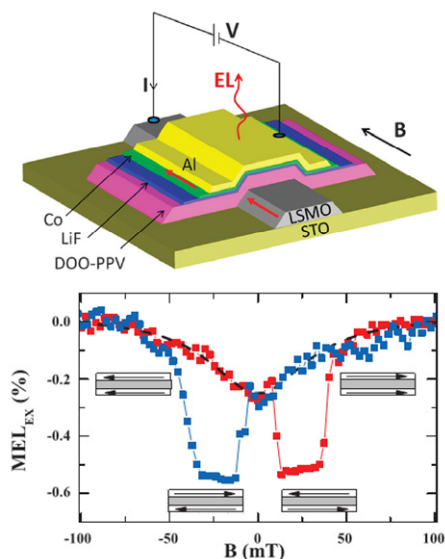 V
I
EL
B
Al
Co
LiF
DOO-PPV
LSMO
STO
0.0
-0.2
-0.4
-0.6
MEL_EX (%)
-100 -50 0 50 100
B (mT)